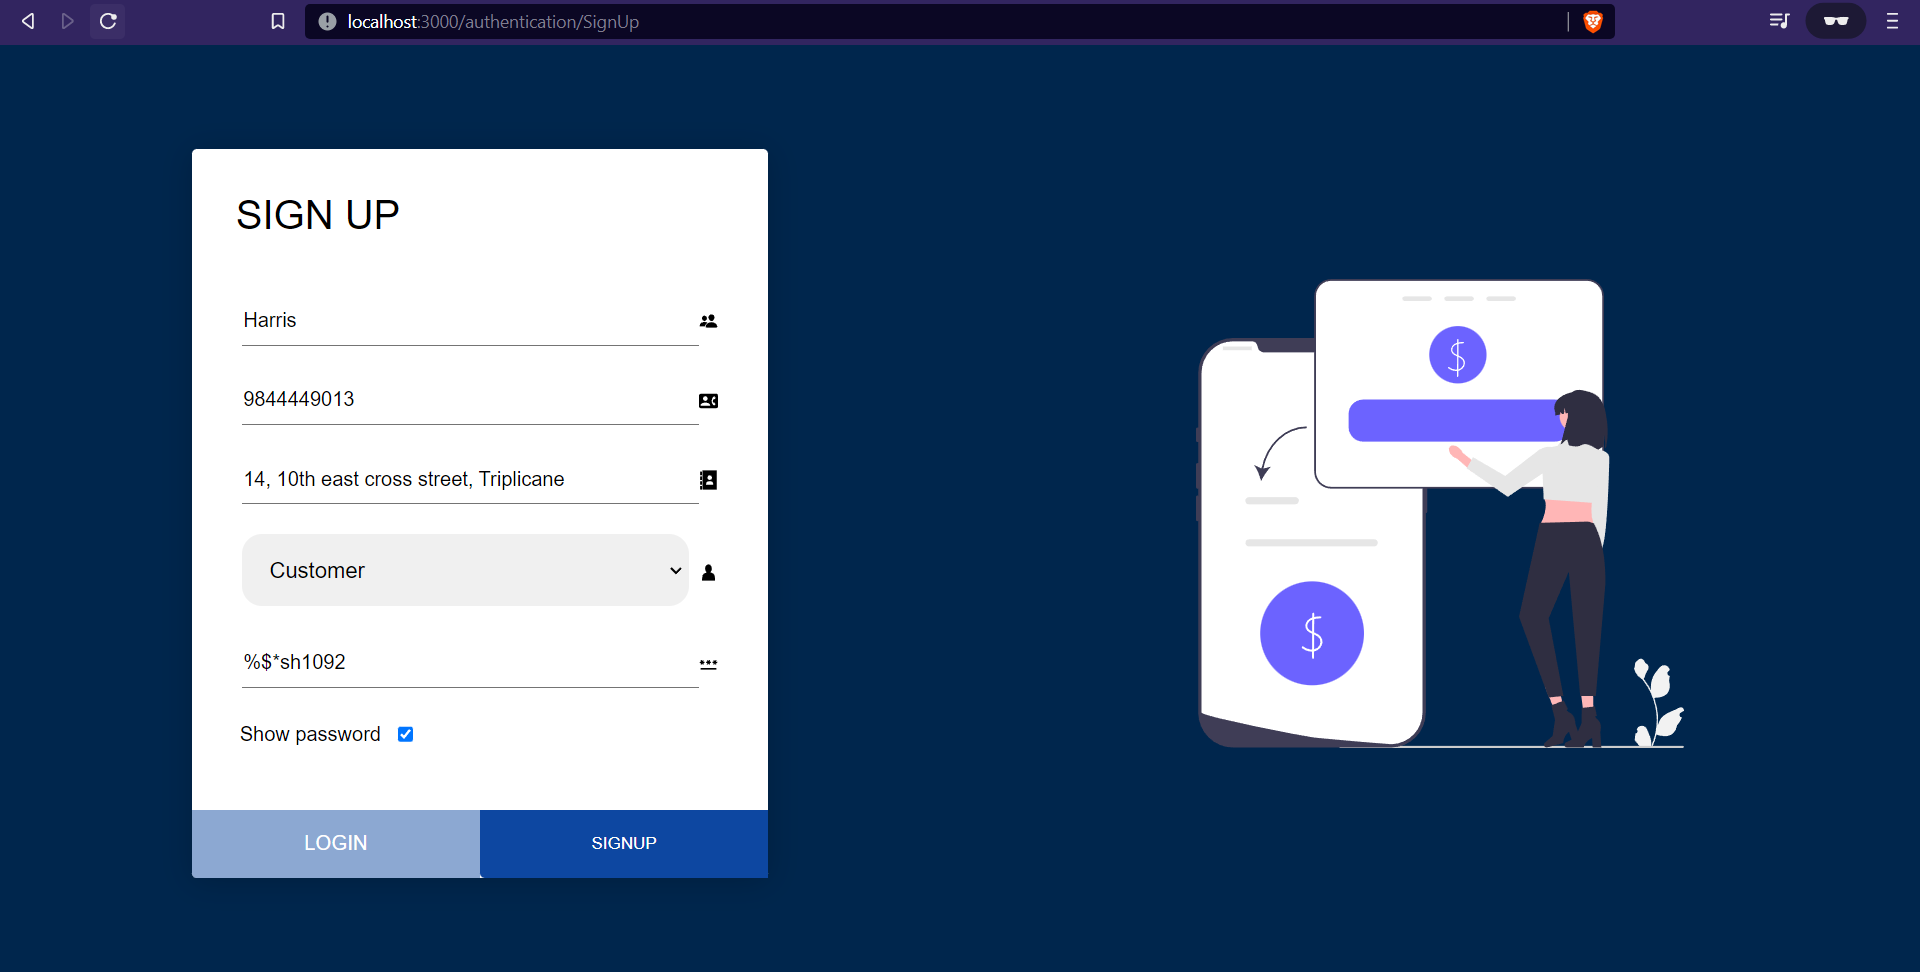 localhost:3000/authentication/SignUp
SIGN UP
Harris
9844449013
14, 10th east cross street, Triplicane
Customer
%$*sh1092
Show password
LOGIN
SIGNUP
$
$